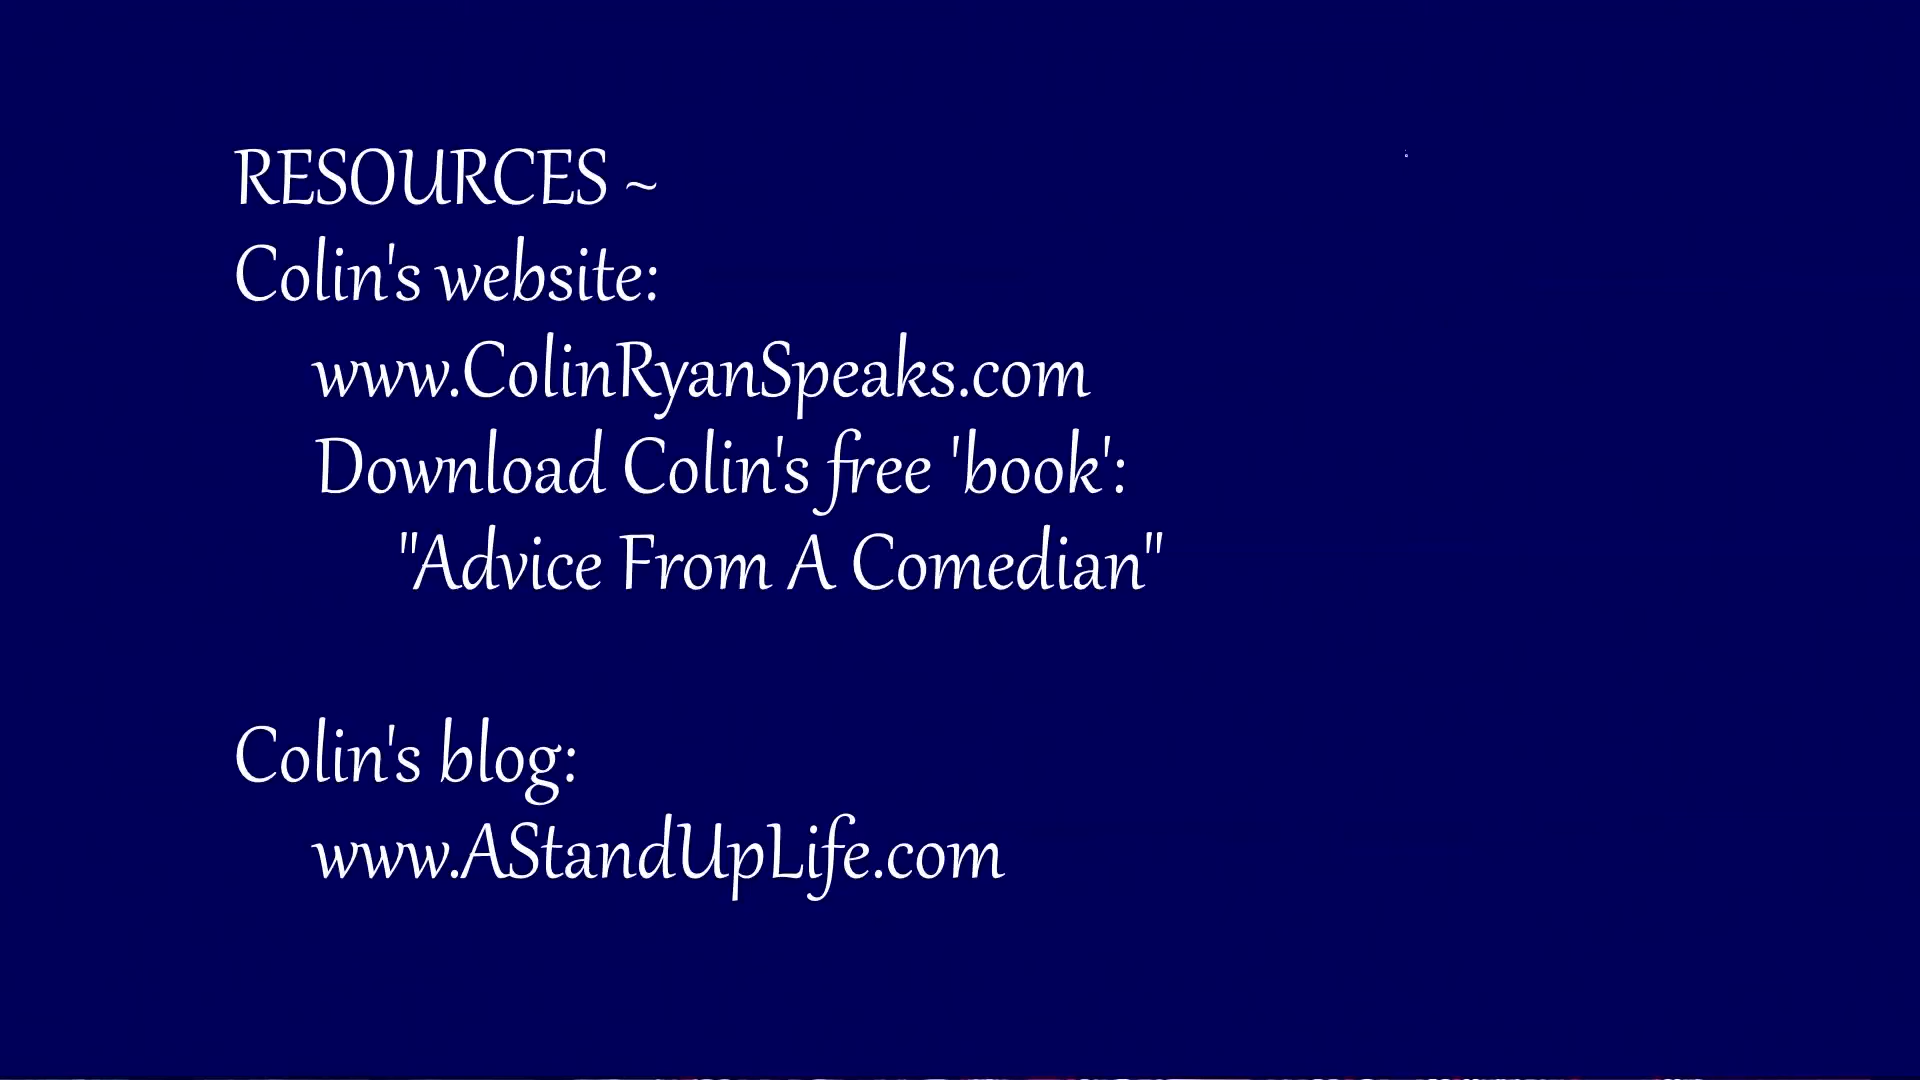 RESOURCES ~
Colin's website:
www.ColinRyanSpeaks.com
Download Colin's free 'book':
"Advice From A Comedian"
Colin's blog:
www.AStandUpLife.com